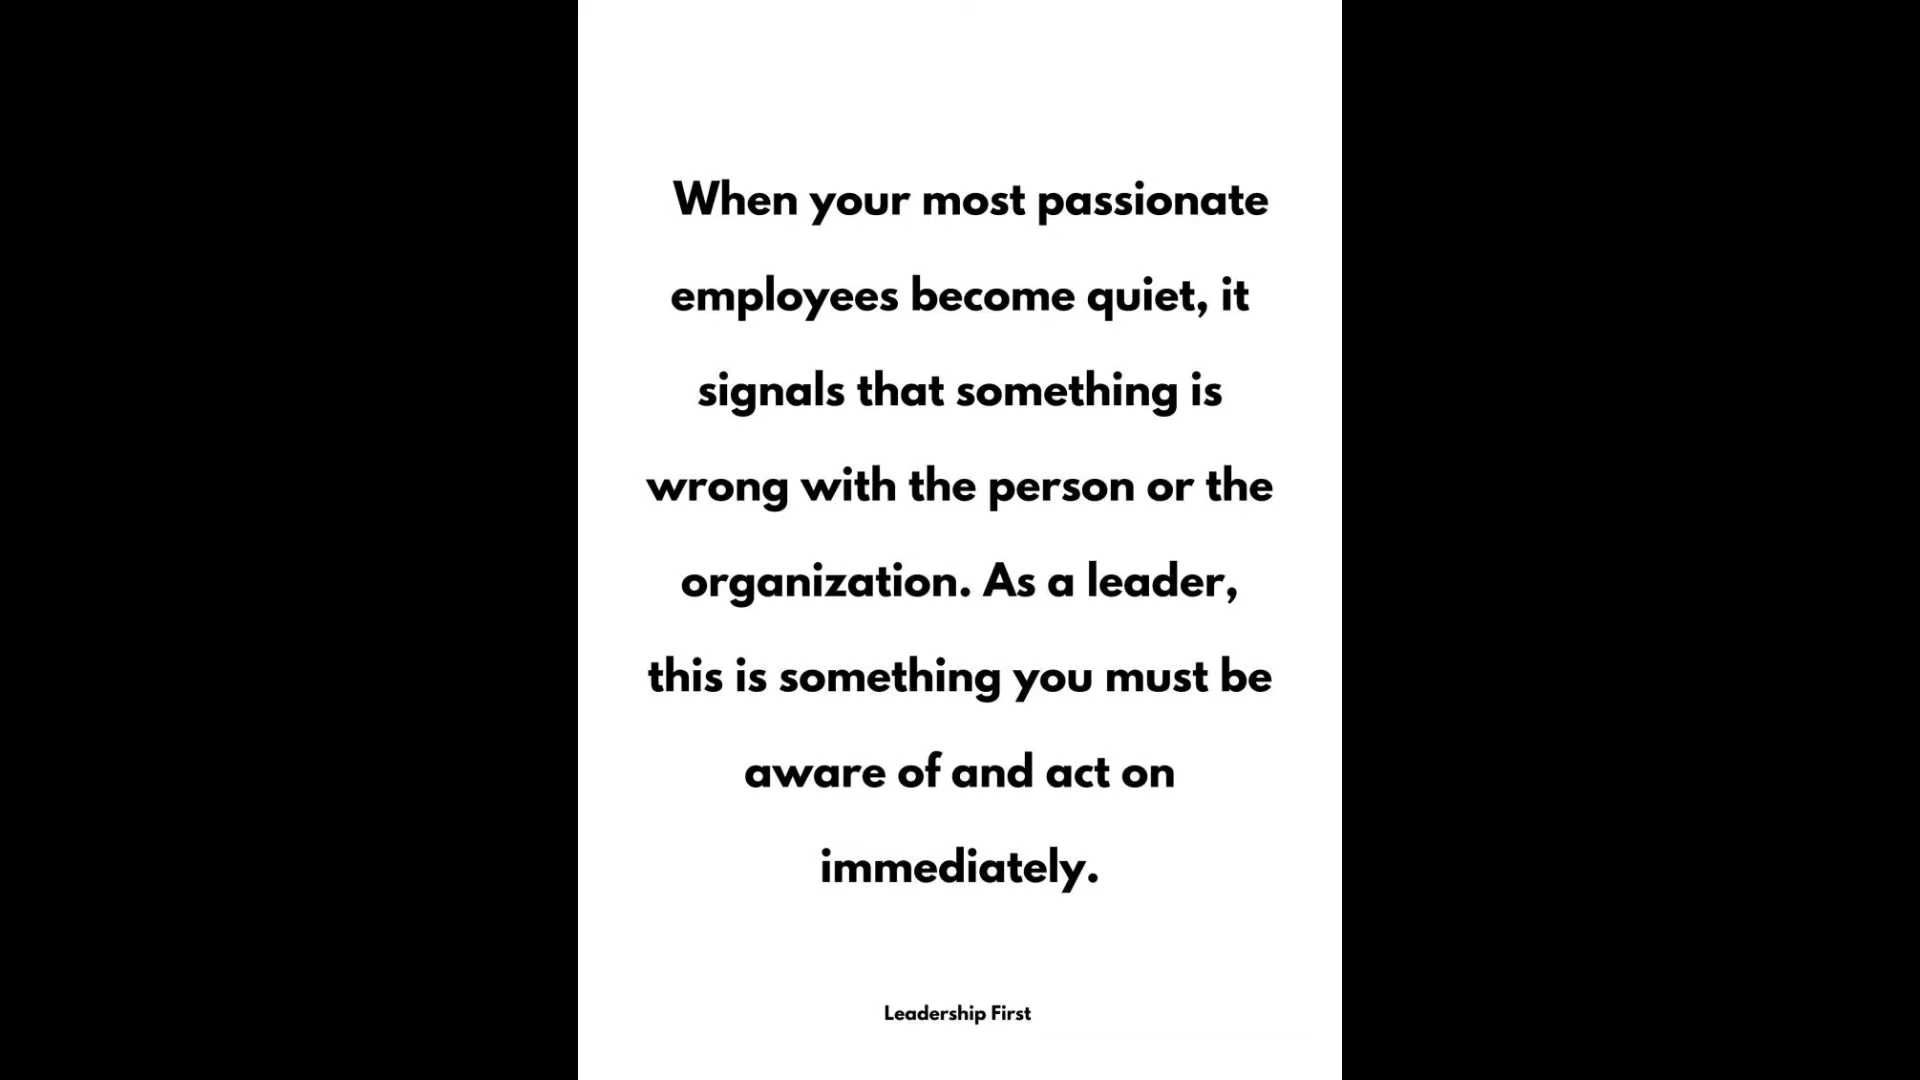 When your most passionate
employees become quiet, it
signals that something is
wrong with the person or the
organization. As a leader,
this is something you must be
aware of and act on
immediately.
Leadership First